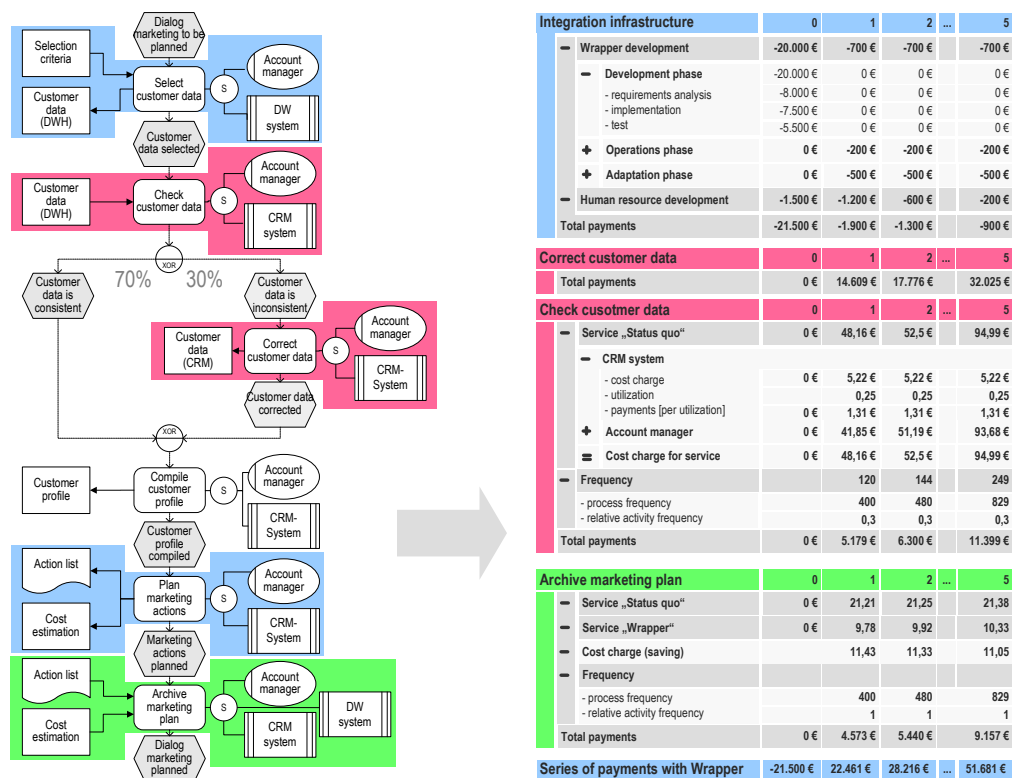 Dialog
marketing to be
planned
Selection
criteria
Select
customer data
S
Account
manager
Customer
data
(DWH)
DW
system
Customer
data selected
Customer
data
(DWH)
Check
customer data
S
Account
manager
CRM
system
XOR
70%
30%
Customer
data is
consistent
Customer
data is
inconsistent
Customer
data
(CRM)
Correct
customer data
S
Account
manager
CRM-
System
Customer data
corrected
XOR
Customer
profile
Compile
customer
profile
S
Account
manager
CRM-
System
Customer
profile
compiled
Action list
Cost
estimation
Plan
marketing
actions
S
Account
manager
CRM-
System
Marketing
actions
planned
Action list
Cost
estimation
Archive
marketing
plan
S
Account
manager
CRM
system
DW
system
Dialog
marketing
planned
Integration infrastructure 0 1 2 ... 5
Wrapper development -20.000 € -700 € -700 € -700 €
Development phase -20.000 € 0 € 0 € 0 €
- requirements analysis -8.000 € 0 € 0 € 0 €
- implementation -7.500 € 0 € 0 € 0 €
- test -5.500 € 0 € 0 € 0 €
Operations phase 0 € -200 € -200 € -200 €
Adaptation phase 0 € -500 € -500 € -500 €
Human resource development -1.500 € -1.200 € -600 € -200 €
Total payments -21.500 € -1.900 € -1.300 € -900 €
Correct customer data 0 1 2 ... 5
Total payments 0 € 14.609 € 17.776 € 32.025 €
Check cusotmer data 0 1 2 5
Service „Status quo“ 0 € 48,16 € 52,5 € 94,99 €
CRM system
- cost charge 0 € 5,22 € 5,22 € 5,22 €
- utilization 0,25 0,25 0,25
- payments [per utilization] 0 € 1,31 € 1,31 € 1,31 €
Account manager 0 € 41,85 € 51,19 € 93,68 €
Cost charge for service 0 € 48,16 € 52,5 € 94,99 €
Frequency 120 144 249
- process frequency 400 480 829
- relative activity frequency 0,3 0,3 0,3
Total payments 0 € 5.179 € 6.300 € 11.399 €
Archive marketing plan 0 1 2 ... 5
Service „Status quo“ 0 € 21,21 21,25 21,38
Service „Wrapper“ 0 € 9,78 9,92 10,33
Cost charge (saving) 11,43 11,33 11,05
Frequency
- process frequency 400 480 829
- relative activity frequency 1 1 1
Total payments 0 € 4.573 € 5.440 € 9.157 €
Series of payments with Wrapper -21.500 € 22.461 € 28.216 € ... 51.681 €